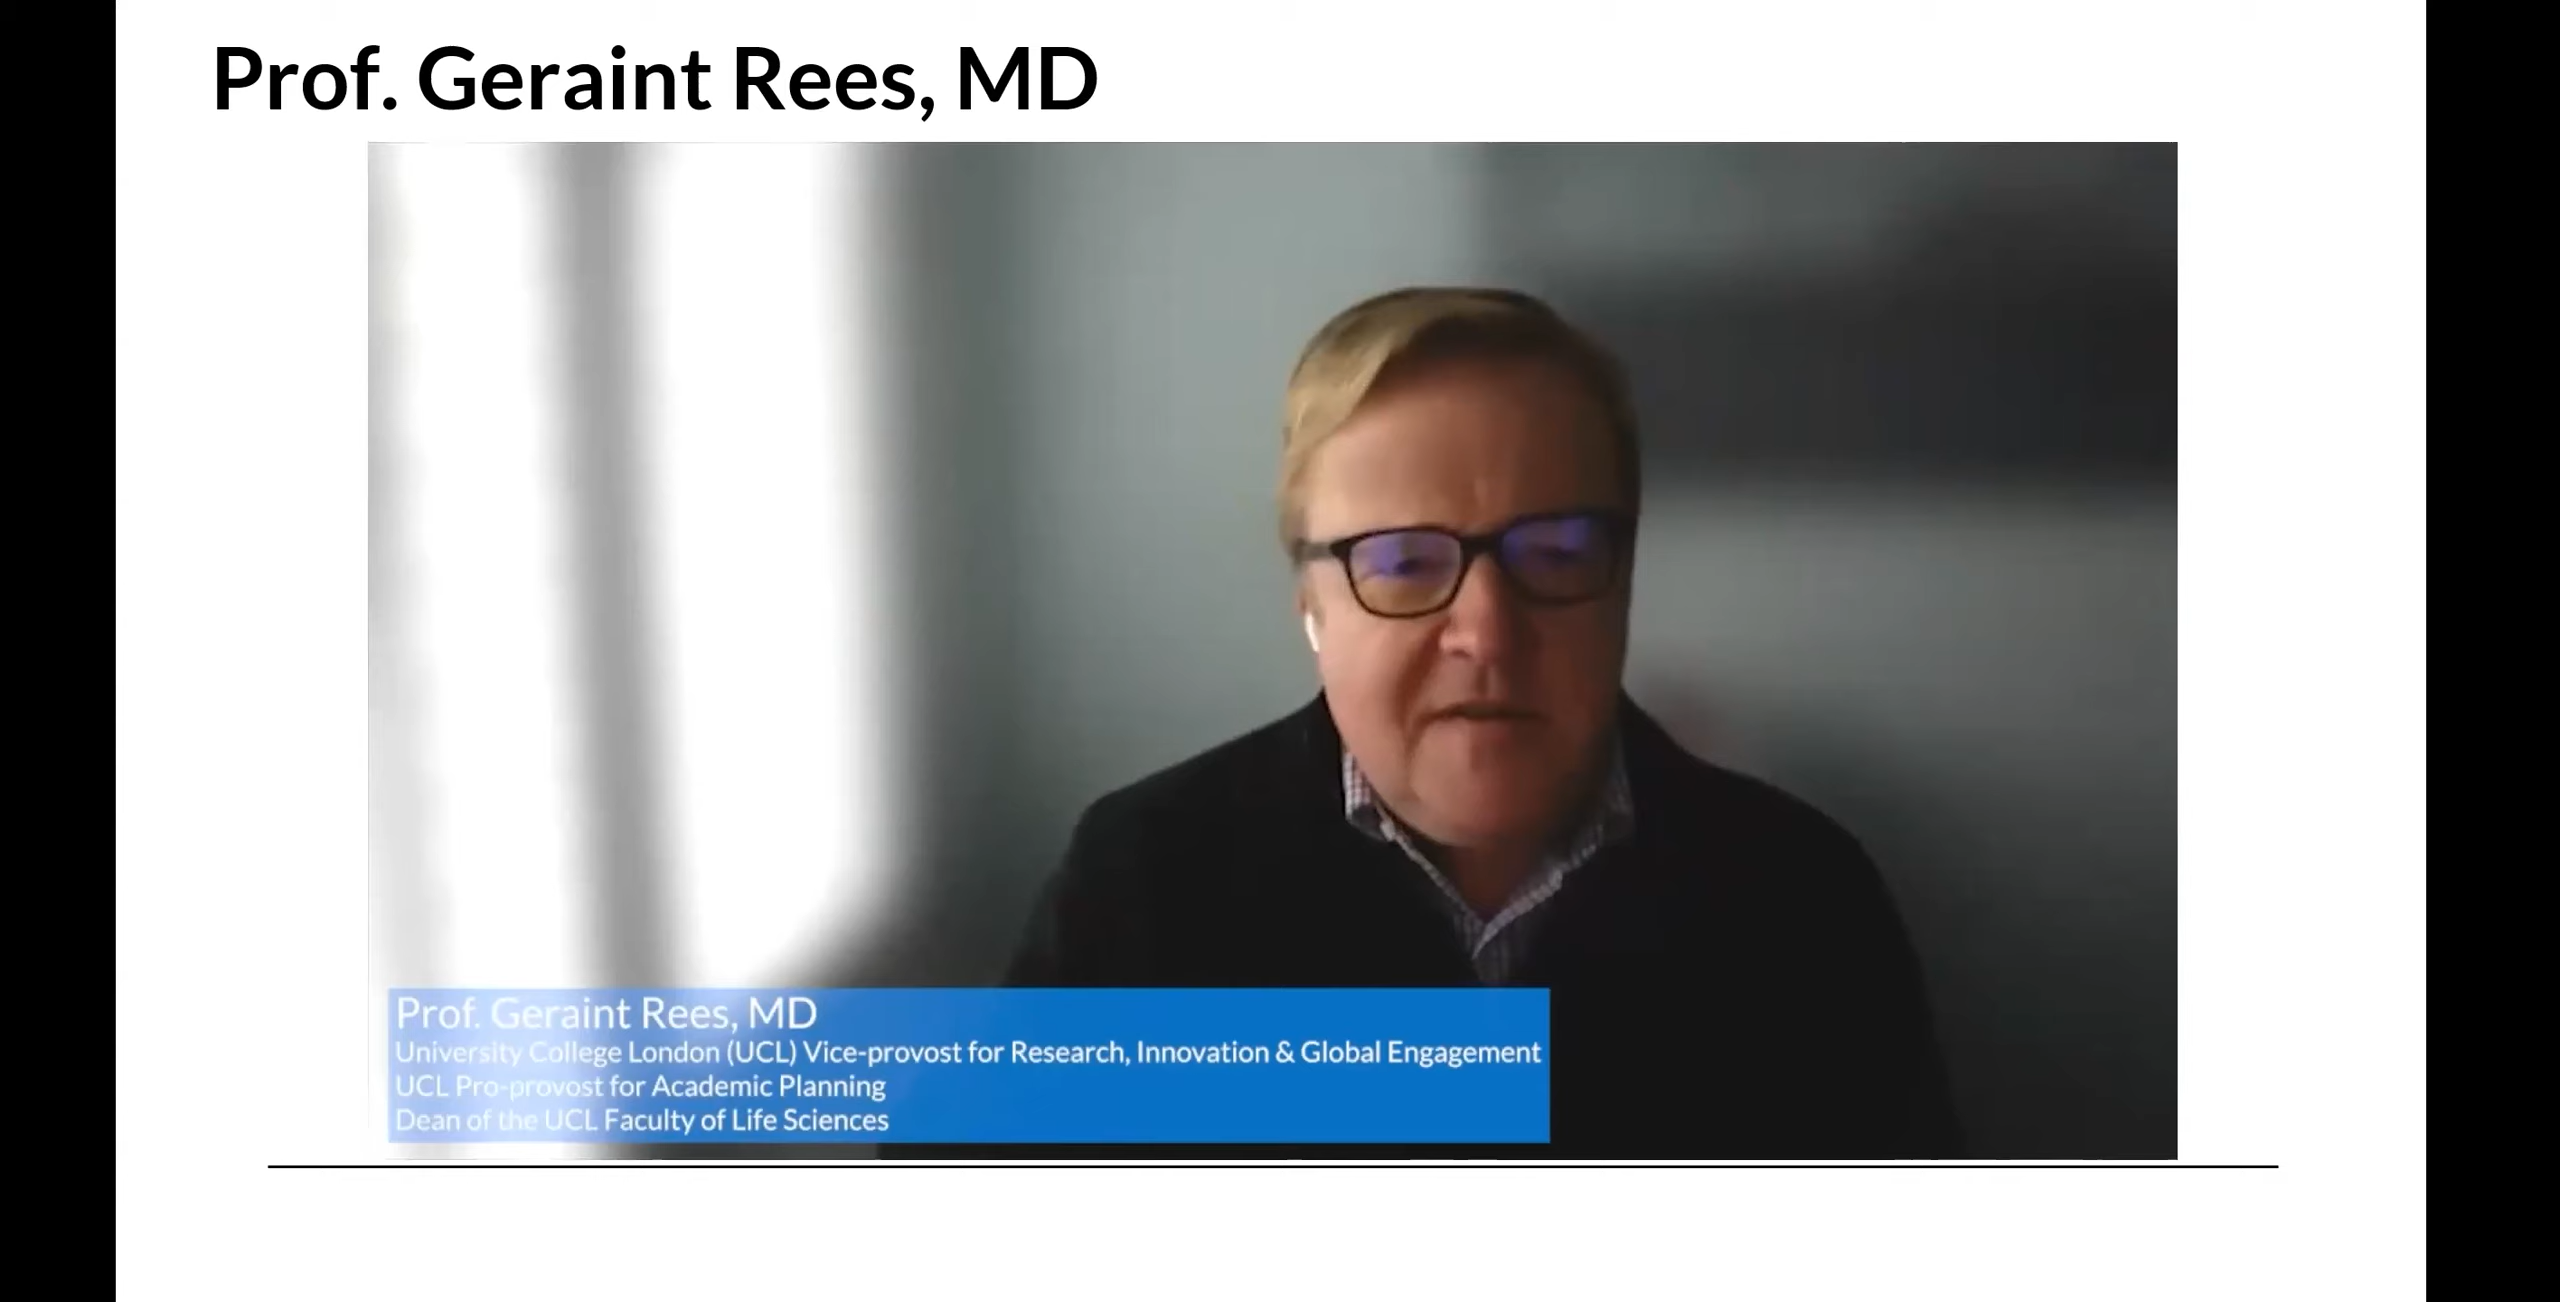 Prof. Geraint Rees, MD
Prof. Geraint Rees, MD
University College London (UCL) Vice-provost for Research, Innovation & Global Engagement
UCL Pro-provost for Academic Planning
Dean of the UCL Faculty of Life Sciences